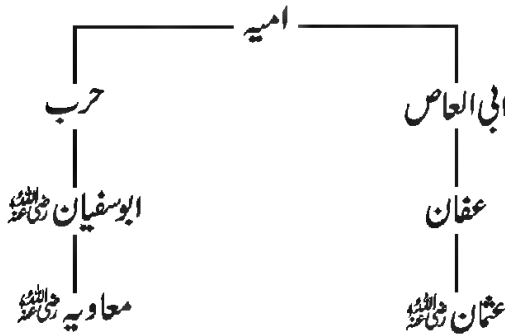 امیہ
ابی العاص حرب
عفان ابوسفیان رضی اللہ عنہ
عثمان رضی اللہ عنہ معاویہ رضی اللہ عنہ